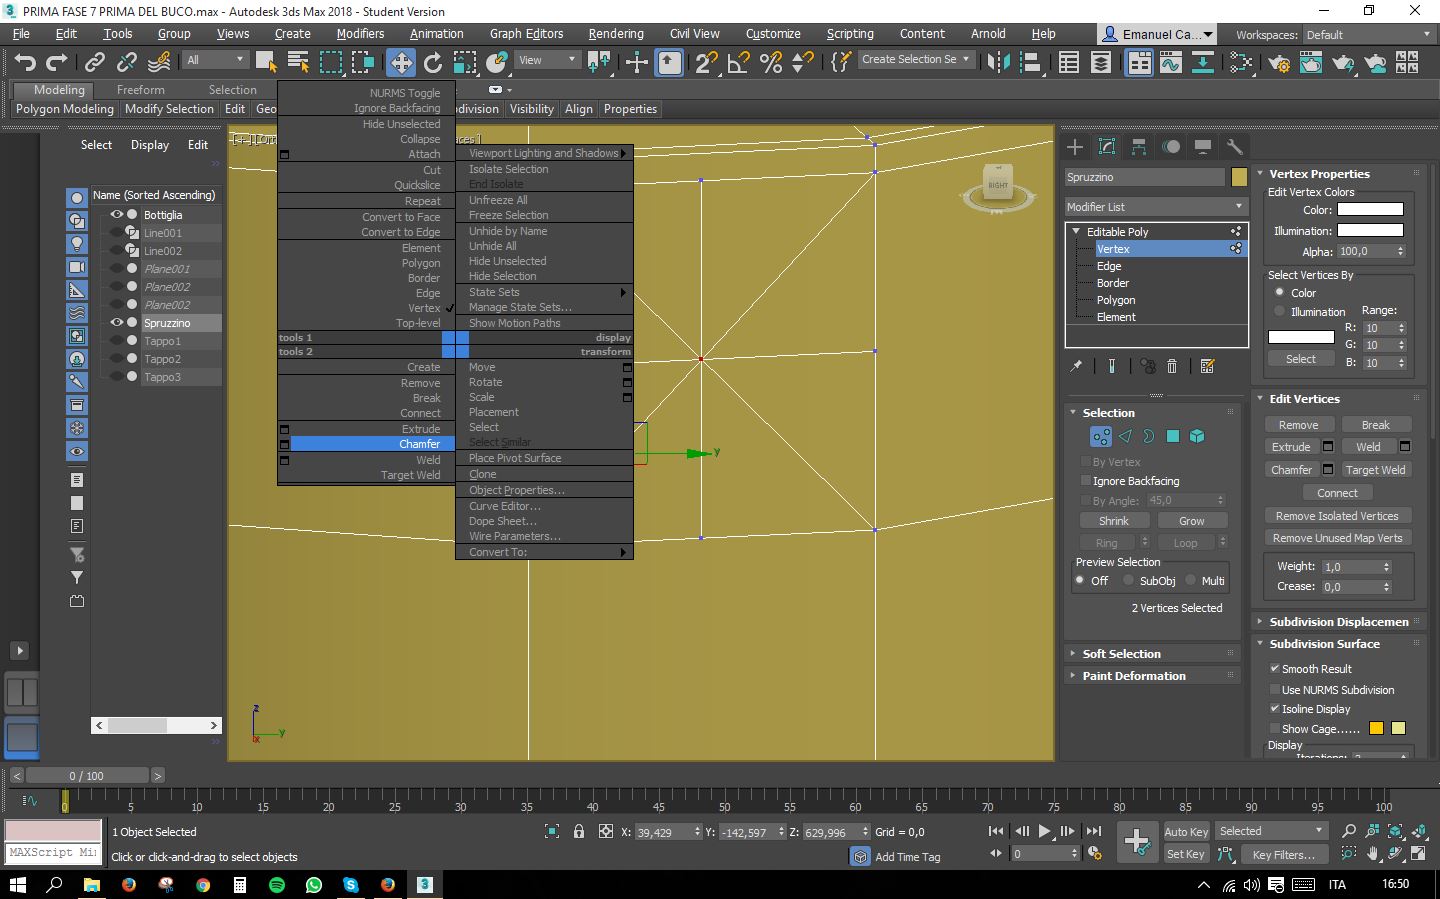 PRIMA FASE 7 PRIMA DEL BUCO.max - Autodesk 3ds Max 2018 - Student Version
File Edit Tools Group Views Create Modifiers Animation Graph Editors Rendering Civil View Customize Scripting Content Arnold Help Emanuel Ca... Workspaces: Default
All View Create Selection Se
Modeling Freeform Selection
Polygon Modeling Modify Selection Edit Geo division Visibility Align Properties
Select Display Edit
Name (Sorted Ascending)
Bottiglia
Line001
Line002
Plane001
Plane002
Plane002
Spruzzino
Tappo1
Tappo2
Tappo3
NURMS Toggle
Ignore Backfacing
Hide Unselected
Collapse
Attach
Cut
Quickslice
Repeat
Convert to Face
Convert to Edge
Element
Polygon
Border
Edge
Vertex
Top-level
tools 1
tools 2
Create
Remove
Break
Connect
Extrude
Chamfer
Weld
Target Weld
Viewport Lighting and Shadows
Isolate Selection
End Isolate
Unfreeze All
Freeze Selection
Unhide by Name
Unhide All
Hide Unselected
Hide Selection
State Sets
Manage State Sets...
Show Motion Paths
display
transform
Move
Rotate
Scale
Placement
Select
Select Similar
Place Pivot Surface
Clone
Object Properties...
Curve Editor...
Dope Sheet...
Wire Parameters...
Convert To:
RIGHT
y
z
y
x
Spruzzino
Modifier List
Editable Poly
Vertex
Edge
Border
Polygon
Element
Selection
By Vertex
Ignore Backfacing
By Angle: 45,0
Shrink Grow
Ring Loop
Preview Selection
Off SubObj Multi
2 Vertices Selected
Soft Selection
Paint Deformation
Vertex Properties
Edit Vertex Colors
Color:
Illumination:
Alpha: 100,0
Select Vertices By
Color
Illumination Range:
R: 10
G: 10
Select B: 10
Edit Vertices
Remove Break
Extrude Weld
Chamfer Target Weld
Connect
Remove Isolated Vertices
Remove Unused Map Verts
Weight: 1,0
Crease: 0,0
Subdivision Displacemen
Subdivision Surface
Smooth Result
Use NURMS Subdivision
Isoline Display
Show Cage......
Display
0 / 100
0 5 10 15 20 25 30 35 40 45 50 55 60 65 70 75 80 85 90 95 100
1 Object Selected X: 39,429 Y: -142,597 Z: 629,996 Grid = 0,0 Auto Key Selected
MAXScript Mi Click or click-and-drag to select objects Add Time Tag 0 Set Key Key Filters...
ITA 16:50